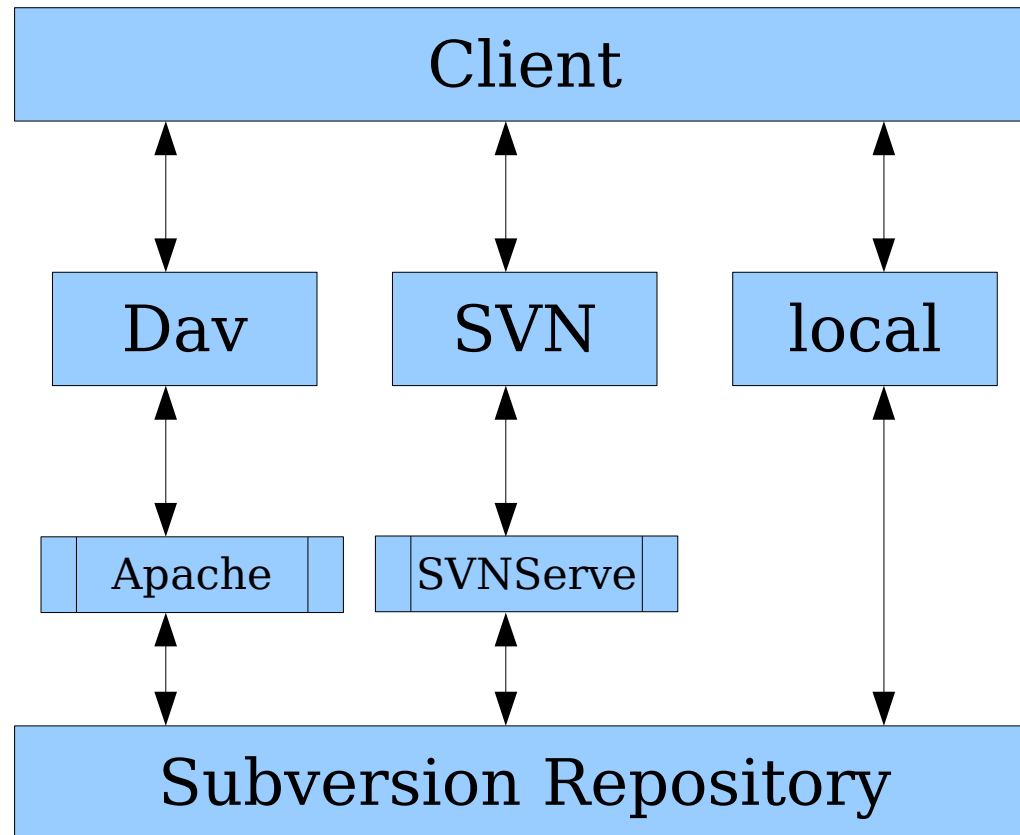 Client
Dav
SVN
local
Apache
SVNServe
Subversion Repository